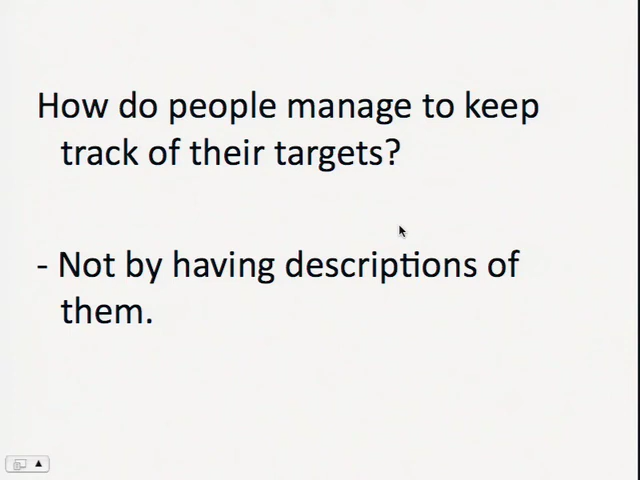 How do people manage to keep
track of their targets?
- Not by having descriptions of
them.